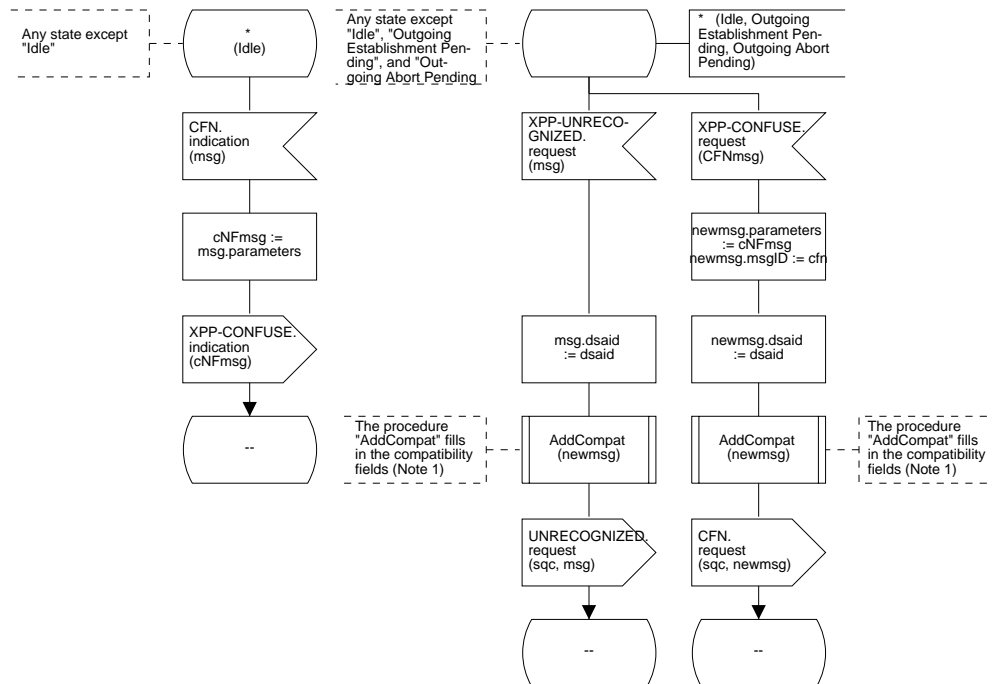 Any state except
"Idle"
*
(Idle)
Any state except
"Idle", "Outgoing
Establishment Pen-
ding", and "Out-
going Abort Pending
* (Idle, Outgoing
Establishment Pen-
ding, Outgoing Abort
Pending)
CFN.
indication
(msg)
XPP-UNRECO-
GNIZED.
request
(msg)
XPP-CONFUSE.
request
(CFNmsg)
cNFmsg :=
msg.parameters
newmsg.parameters
:= cNFmsg
newmsg.msgID := cfn
XPP-CONFUSE.
indication
(cNFmsg)
msg.dsaid
:= dsaid
newmsg.dsaid
:= dsaid
--
The procedure
"AddCompat" fills
in the compatibility
fields (Note 1)
AddCompat
(newmsg)
AddCompat
(newmsg)
The procedure
"AddCompat" fills
in the compatibility
fields (Note 1)
UNRECOGNIZED.
request
(sqc, msg)
CFN.
request
(sqc, newmsg)
--
--